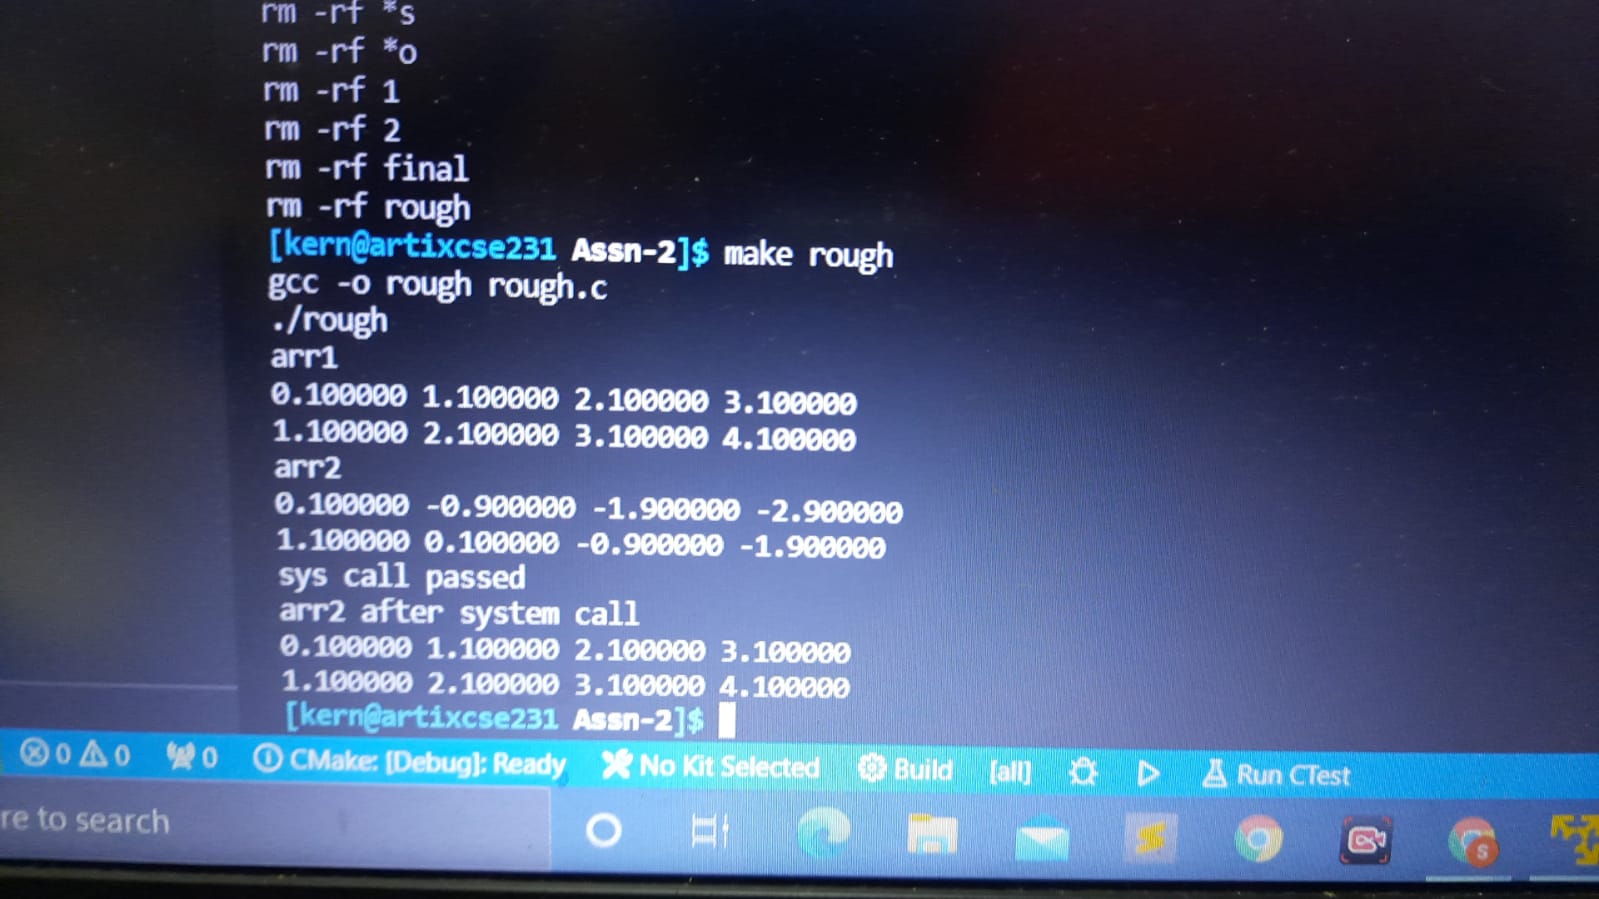 rm -rf *s
rm -rf *o
rm -rf 1
rm -rf 2
rm -rf final
rm -rf rough
[kern@artixcse231 Assn-2]$ make rough
gcc -o rough rough.c
./rough
arr1
0.100000 1.100000 2.100000 3.100000
1.100000 2.100000 3.100000 4.100000
arr2
0.100000 -0.900000 -1.900000 -2.900000
1.100000 0.100000 -0.900000 -1.900000
sys call passed
arr2 after system call
0.100000 1.100000 2.100000 3.100000
1.100000 2.100000 3.100000 4.100000
[kern@artixcse231 Assn-2]$
0 0 0 CMake: [Debug]: Ready No Kit Selected Build [all] Run CTest
re to search
S